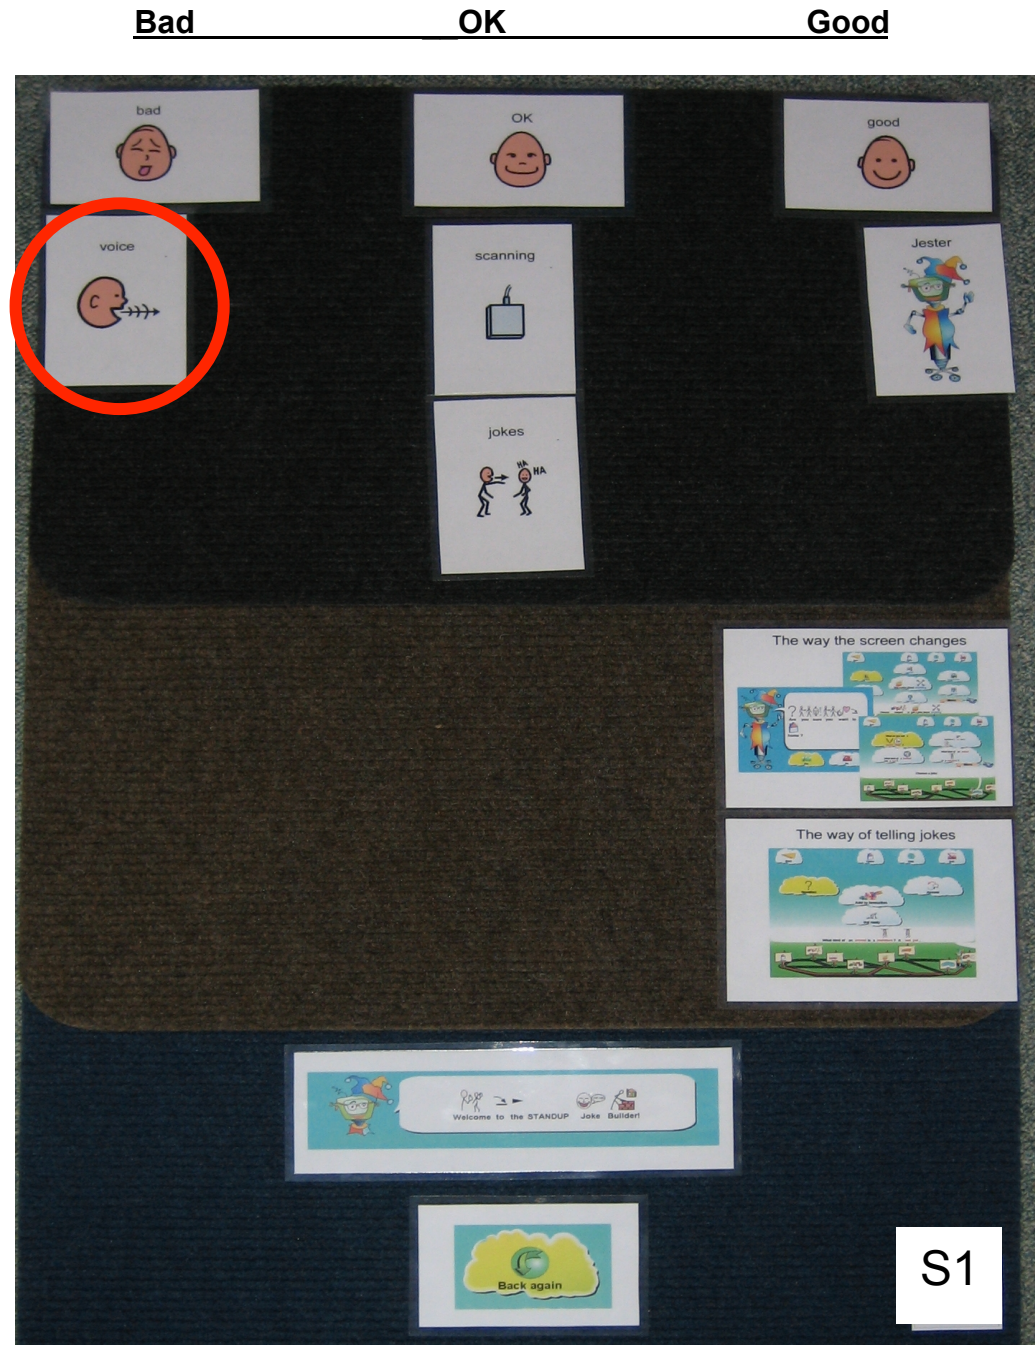 Bad OK Good
bad OK good
voice scanning Jester
jokes
HA
HA
The way the screen changes
The way of telling jokes
Welcome to the STANDUP Joke Builder!
Back again
S1